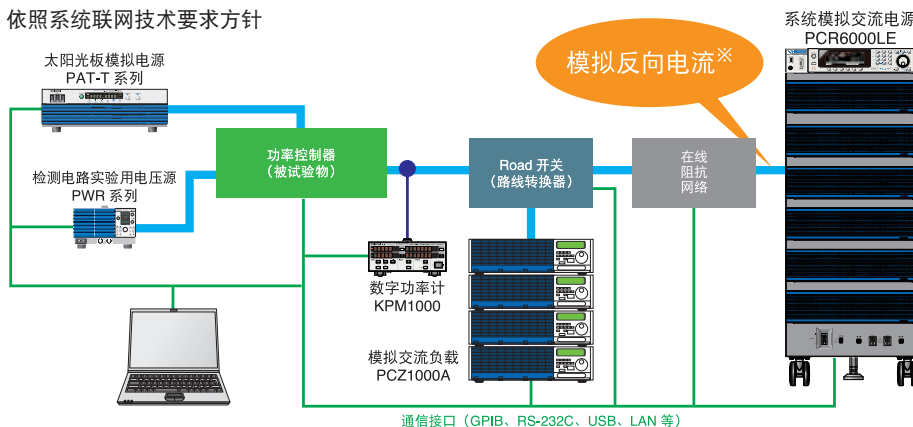 依照系统联网技术要求方针
系统模拟交流电源
PCR6000LE
模拟反向电流※
太阳光板模拟电源
PAT-T 系列
功率控制器
（被试验物）
Road 开关
（路线转换器）
在线
阻抗
网络
检测电路实验用电压源
PWR 系列
数字功率计
KPM1000
模拟交流负载
PCZ1000A
通信接口（GPIB、RS-232C、USB、LAN 等）